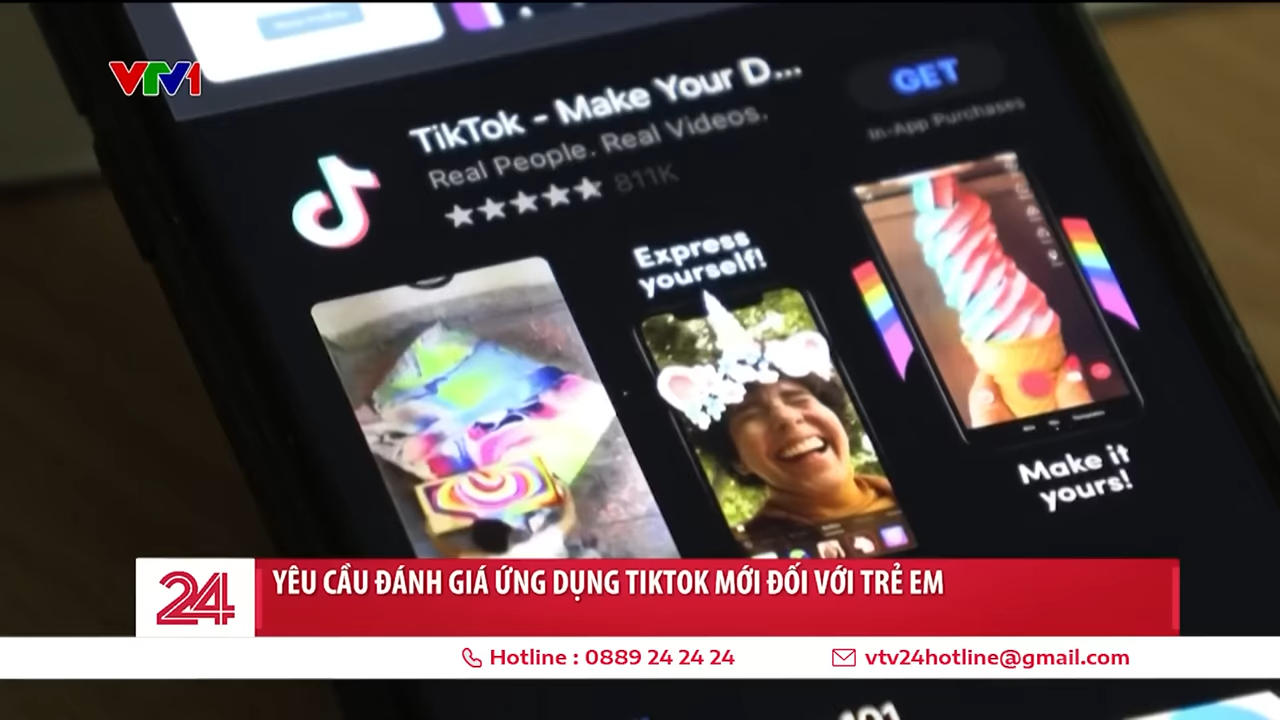 VTV1
TikTok - Make Your D...
GET
Real People. Real Videos.
In-App Purchases
811K
Express
yourself!
Make it
yours!
24
YÊU CẦU ĐÁNH GIÁ ỨNG DỤNG TIKTOK MỚI ĐỐI VỚI TRẺ EM
Hotline : 0889 24 24 24
vtv24hotline@gmail.com